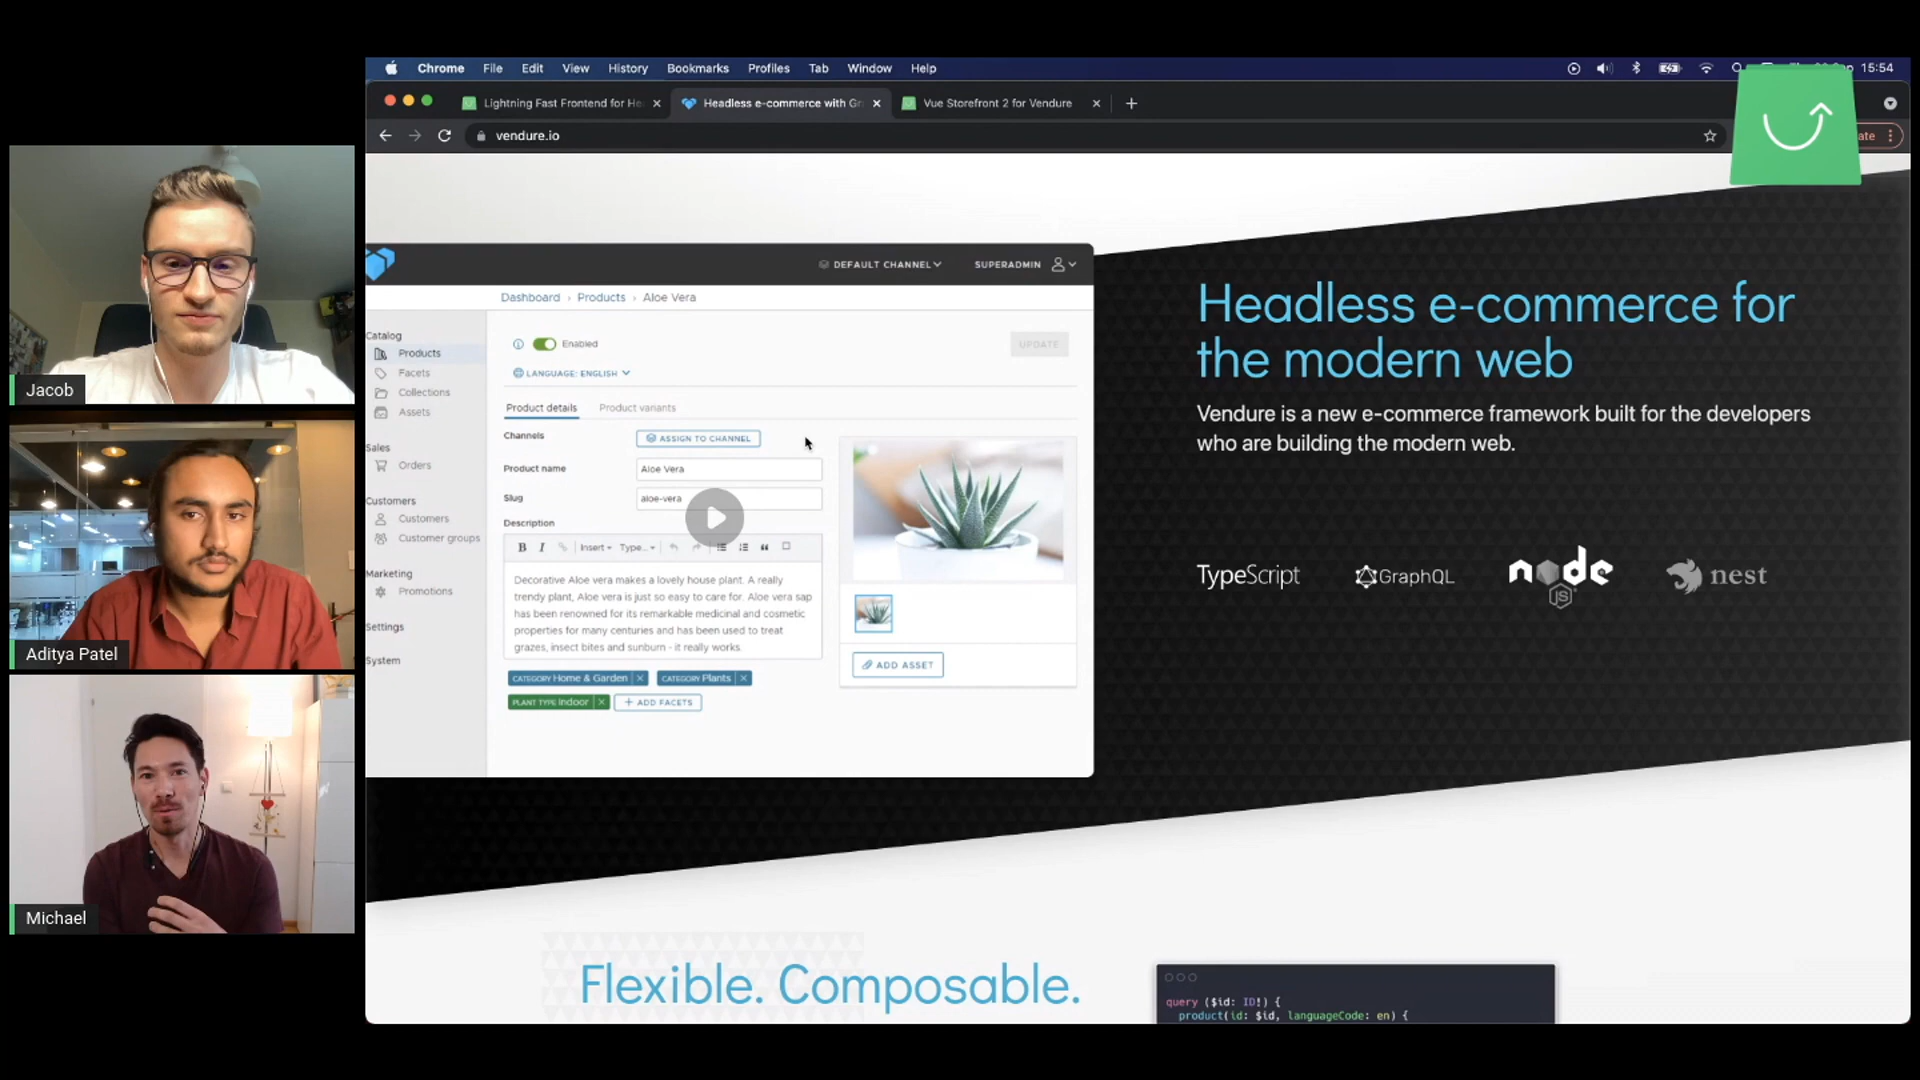 Chrome File Edit View History Bookmarks Profiles Tab Window Help
15:54
Lightning Fast Frontend for He
Headless e-commerce with Gr
Vue Storefront 2 for Vendure
vendure.io
ate
Jacob
Aditya Patel
Michael
DEFAULT CHANNEL
SUPERADMIN
Dashboard › Products › Aloe Vera
Catalog
Products
Facets
Collections
Assets
Sales
Orders
Customers
Customers
Customer groups
Marketing
Promotions
Settings
System
Enabled
UPDATE
LANGUAGE: ENGLISH
Product details
Product variants
Channels
ASSIGN TO CHANNEL
Product name
Aloe Vera
Slug
aloe-vera
Description
B I Insert Type...
Decorative Aloe vera makes a lovely house plant. A really
trendy plant, Aloe vera is just so easy to care for. Aloe vera sap
has been renowned for its remarkable medicinal and cosmetic
properties for many centuries and has been used to treat
grazes, insect bites and sunburn - it really works.
CATEGORY Home & Garden
CATEGORY Plants
PLANT TYPE Indoor
+ ADD FACETS
ADD ASSET
Headless e-commerce for
the modern web
Vendure is a new e-commerce framework built for the developers
who are building the modern web.
TypeScript
GraphQL
node
JS
nest
Flexible. Composable.
query ($id: ID!) {
product(id: $id, languageCode: en) {